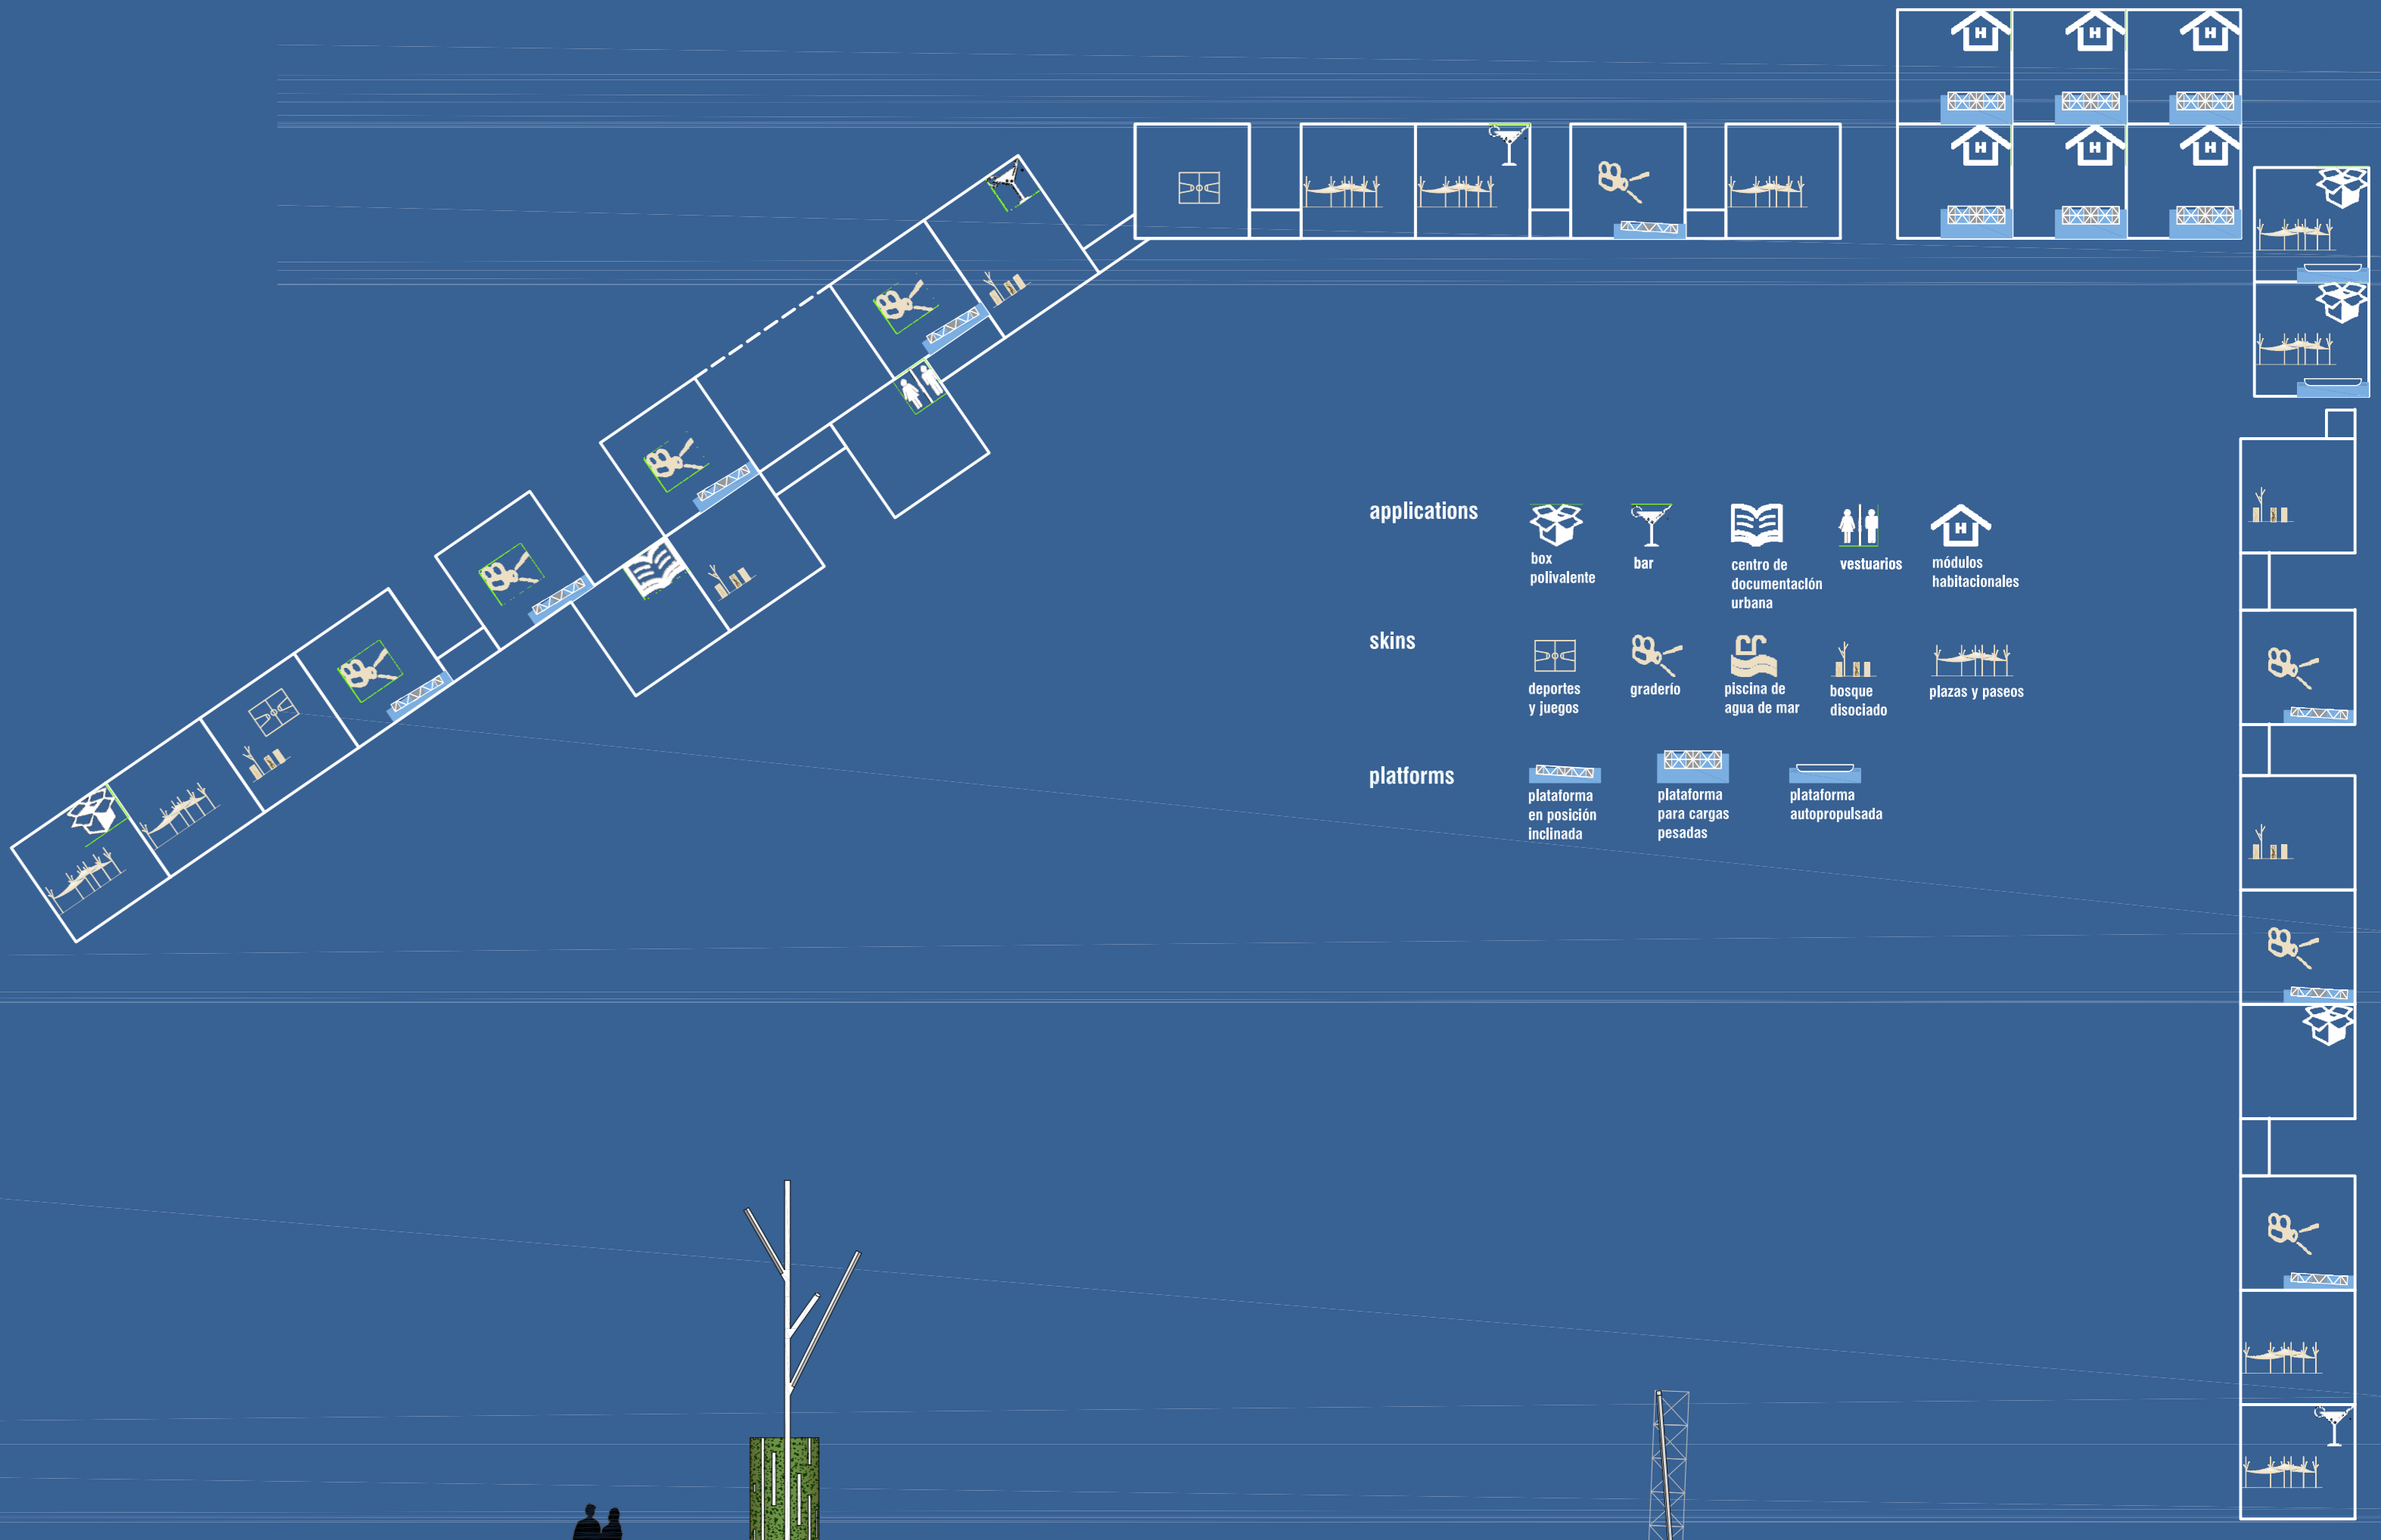 applications
box
polivalente
bar
centro de
documentación
urbana
vestuarios
módulos
habitacionales
skins
deportes
y juegos
graderío
piscina de
agua de mar
bosque
disociado
plazas y paseos
platforms
plataforma
en posición
inclinada
plataforma
para cargas
pesadas
plataforma
autopropulsada
H
H
H
H
H
H
H